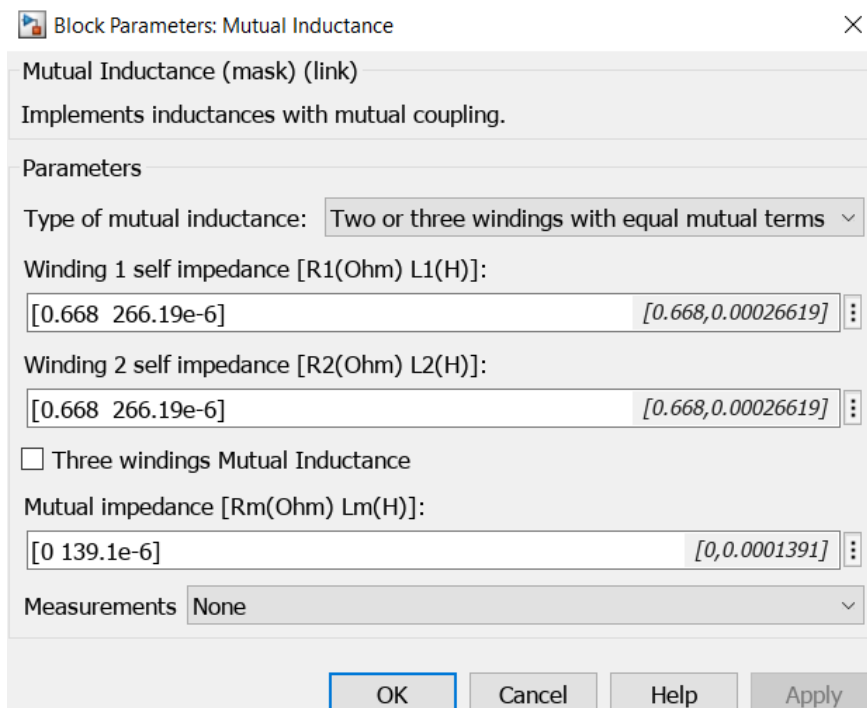 Block Parameters: Mutual Inductance
Mutual Inductance (mask) (link)
Implements inductances with mutual coupling.
Parameters
Type of mutual inductance: Two or three windings with equal mutual terms
Winding 1 self impedance [R1(Ohm) L1(H)]:
[0.668  266.19e-6] [0.668,0.00026619]
Winding 2 self impedance [R2(Ohm) L2(H)]:
[0.668  266.19e-6] [0.668,0.00026619]
Three windings Mutual Inductance
Mutual impedance [Rm(Ohm) Lm(H)]:
[0 139.1e-6] [0,0.0001391]
Measurements None
OK Cancel Help Apply